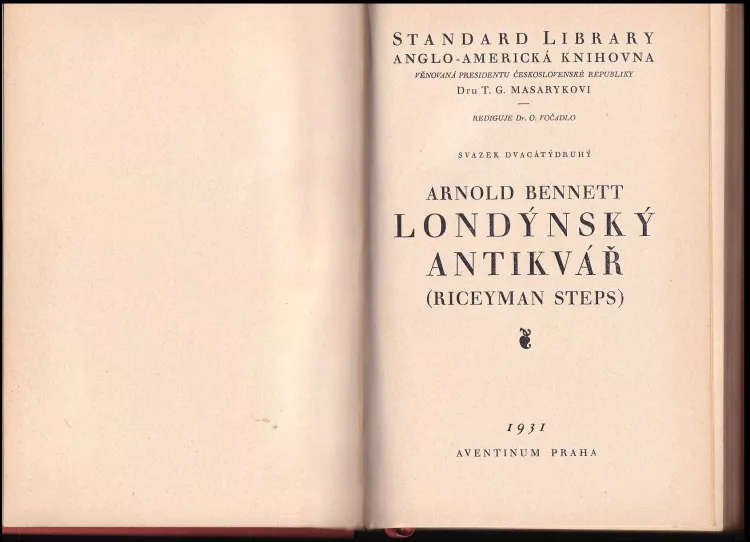 STANDARD LIBRARY
ANGLO-AMERICKÁ KNIHOVNA
VĚNOVANÁ PRESIDENTU ČESKOSLOVENSKÉ REPUBLIKY
Dru T. G. MASARYKOVI
REDIGUJE Dr. O. VOČADLO
SVAZEK DVACÁTÝDRUHÝ
ARNOLD BENNETT
LONDÝNSKÝ
ANTIKVÁŘ
(RICEYMAN STEPS)
1931
AVENTINUM PRAHA